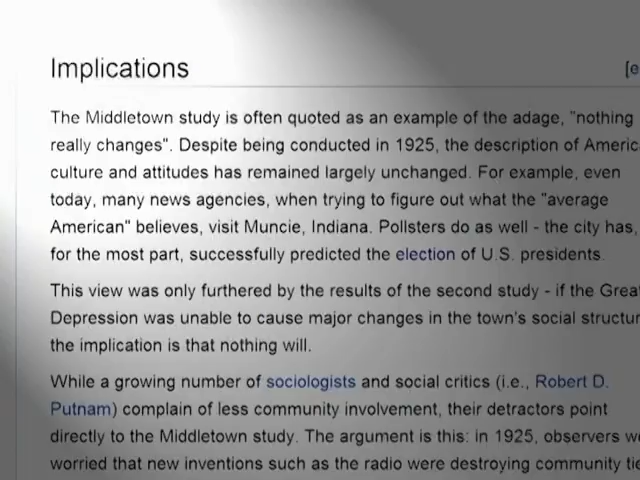 Implications
[e
The Middletown study is often quoted as an example of the adage, "nothing
really changes". Despite being conducted in 1925, the description of Americ
culture and attitudes has remained largely unchanged. For example, even
today, many news agencies, when trying to figure out what the "average
American" believes, visit Muncie, Indiana. Pollsters do as well - the city has,
for the most part, successfully predicted the election of U.S. presidents.
This view was only furthered by the results of the second study - if the Grea
Depression was unable to cause major changes in the town's social structur
the implication is that nothing will.
While a growing number of sociologists and social critics (i.e., Robert D.
Putnam) complain of less community involvement, their detractors point
directly to the Middletown study. The argument is this: in 1925, observers w
worried that new inventions such as the radio were destroying community tie